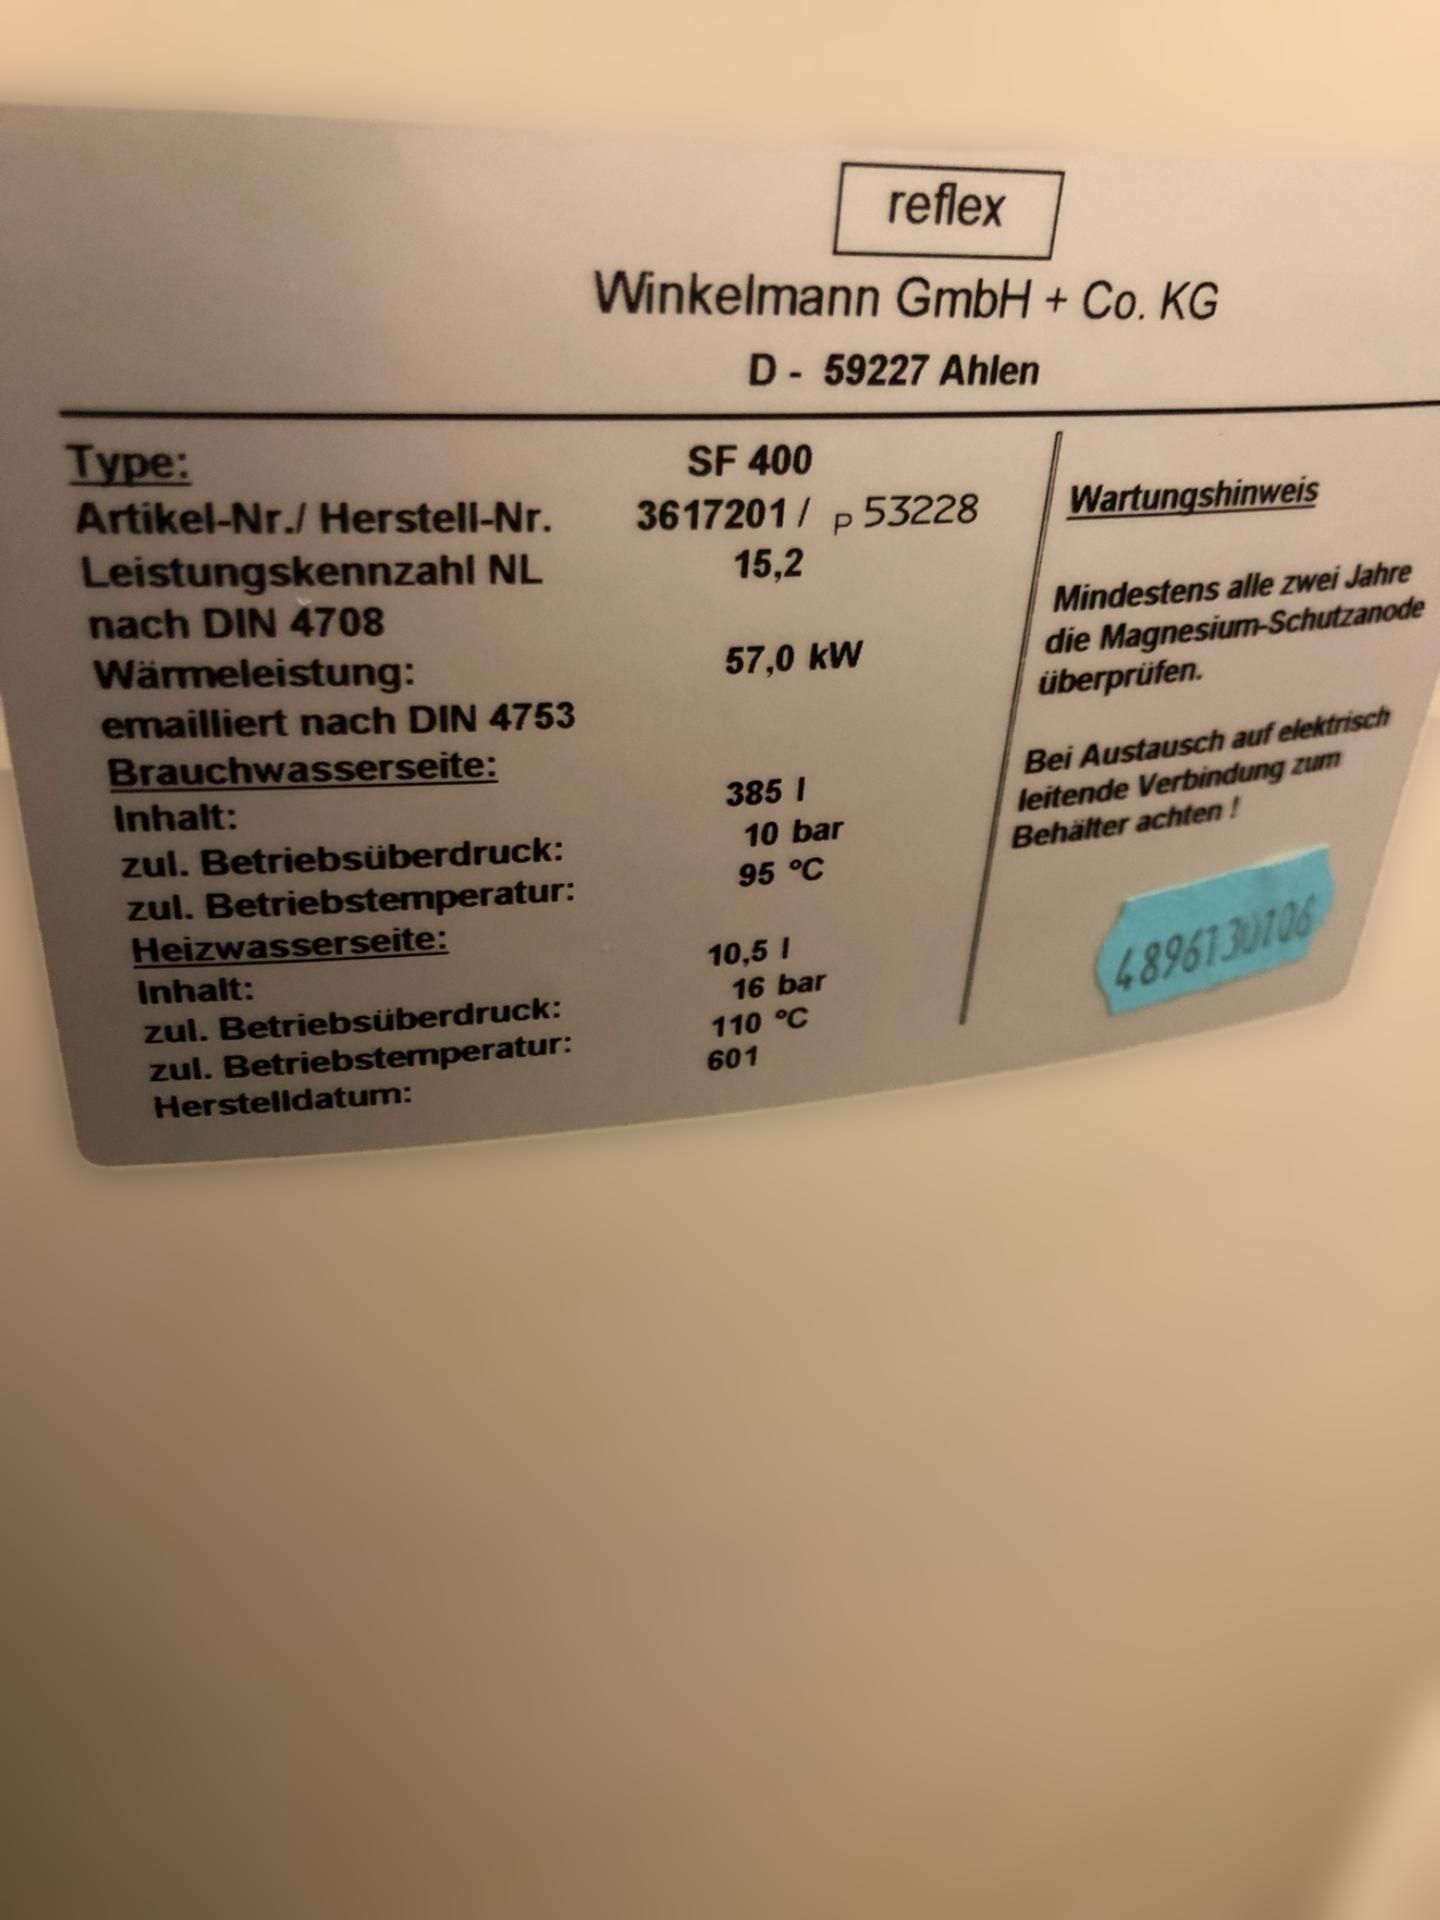 reflex
Winkelmann GmbH + Co. KG
D - 59227 Ahlen
Type: SF 400
Artikel-Nr./ Herstell-Nr. 3617201 / P 53228
Leistungskennzahl NL 15,2
nach DIN 4708
Wärmeleistung: 57,0 kW
emailliert nach DIN 4753
Brauchwasserseite:
Inhalt: 385 l
zul. Betriebsüberdruck: 10 bar
zul. Betriebstemperatur: 95 °C
Heizwasserseite:
Inhalt: 10,5 l
zul. Betriebsüberdruck: 16 bar
zul. Betriebstemperatur: 110 °C
Herstelldatum: 601
Wartungshinweis
Mindestens alle zwei Jahre
die Magnesium-Schutzanode
überprüfen.
Bei Austausch auf elektrisch
leitende Verbindung zum
Behälter achten !
4896130106